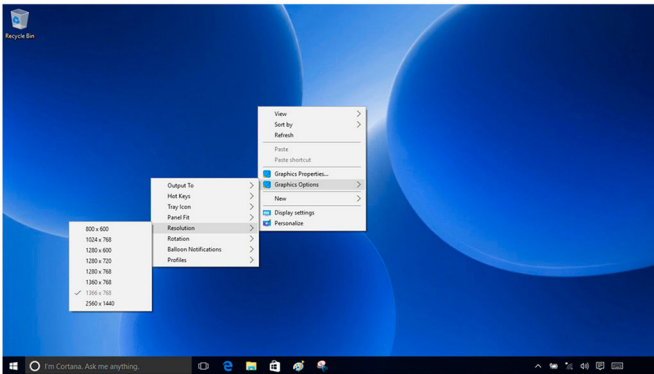 Recycle Bin
View
Sort by
Refresh
Paste
Paste shortcut
Graphics Properties...
Graphics Options
New
Display settings
Personalize
Output To
Hot Keys
Tray Icon
Panel Fit
Resolution
Rotation
Balloon Notifications
Profiles
800 x 600
1024 x 768
1280 x 600
1280 x 720
1280 x 768
1360 x 768
1366 x 768
2560 x 1440
I'm Cortana. Ask me anything.